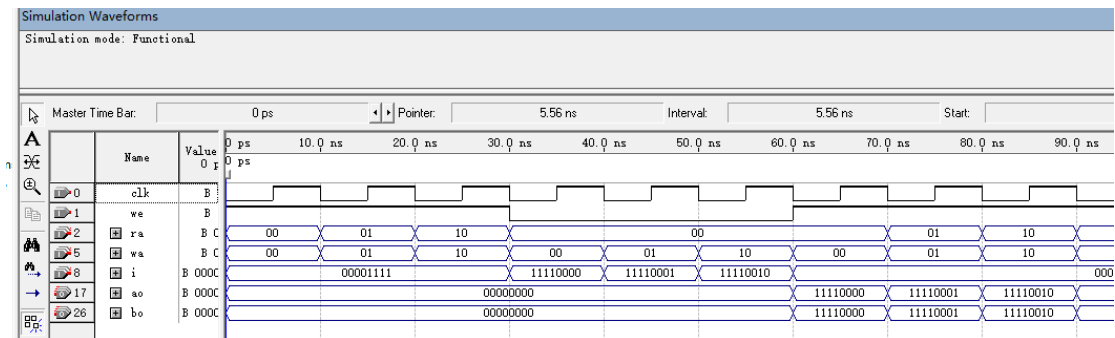 Simulation Waveforms
Simulation mode: Functional
Master Time Bar: 0 ps Pointer: 5.56 ns Interval: 5.56 ns Start:
A
Name Value 0 ps 10.0 ns 20.0 ns 30.0 ns 40.0 ns 50.0 ns 60.0 ns 70.0 ns 80.0 ns 90.0 ns
0 p 0 ps
0 clk B
1 we B
2 ra B C 00 01 10 00 01 10
5 wa B C 00 01 10 00 01 10 00 01 10
8 i B 0000 00001111 11110000 11110001 11110010 000
17 ao B 0000 00000000 11110000 11110001 11110010
26 bo B 0000 00000000 11110000 11110001 11110010